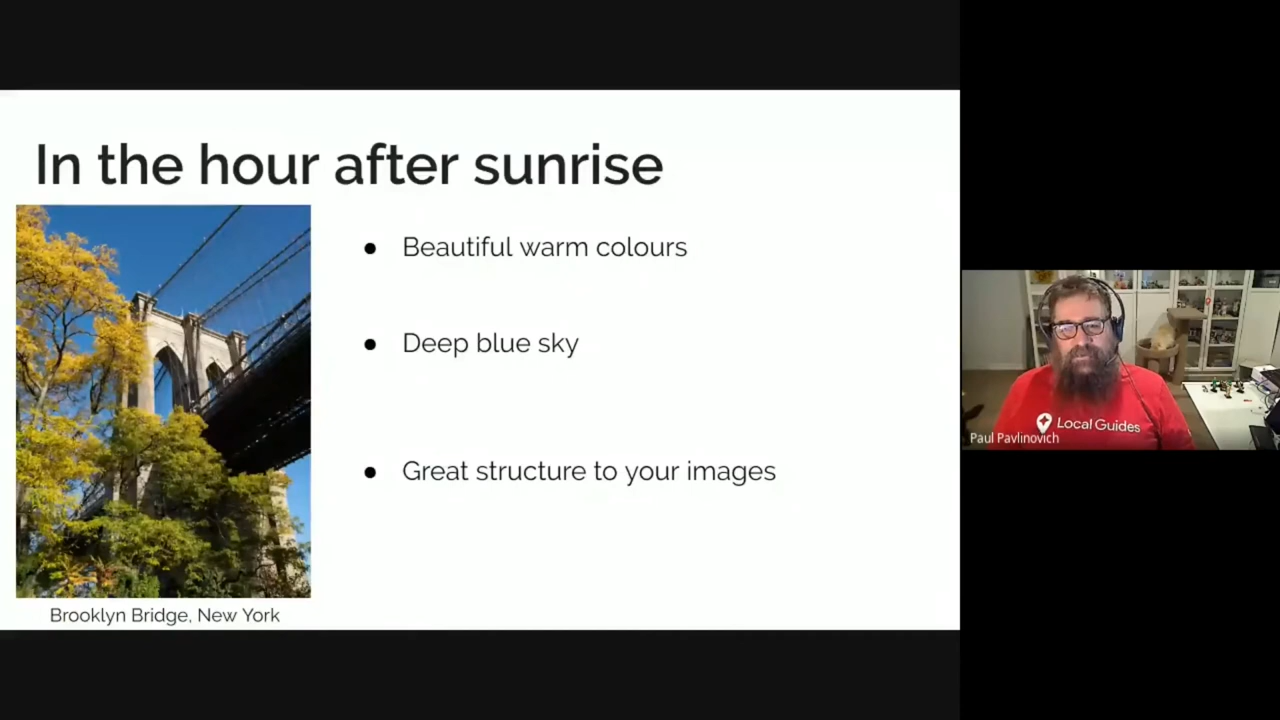 In the hour after sunrise
● Beautiful warm colours
● Deep blue sky
● Great structure to your images
Brooklyn Bridge, New York
Local Guides
Paul Pavlinovich